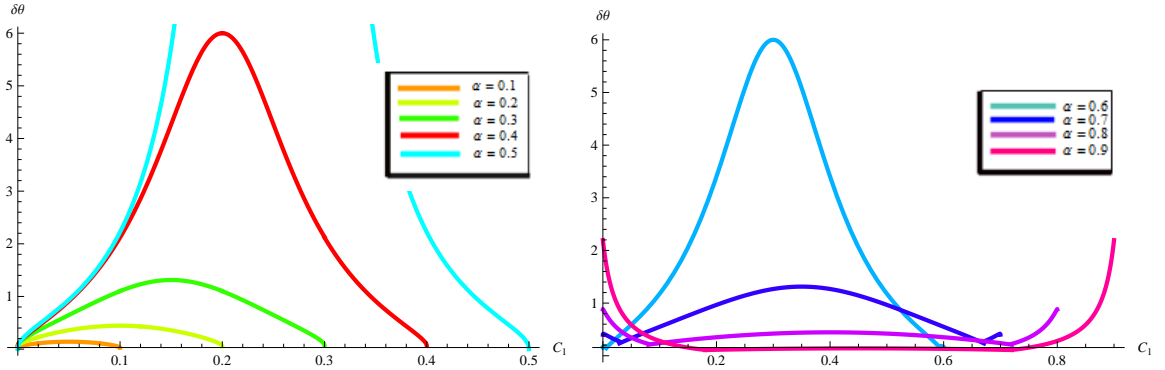 δθ
6
5
4
3
2
1
0.1 0.2 0.3 0.4 0.5 C₁
α = 0.1
α = 0.2
α = 0.3
α = 0.4
α = 0.5
δθ
6
5
4
3
2
1
0.2 0.4 0.6 0.8 C₁
α = 0.6
α = 0.7
α = 0.8
α = 0.9